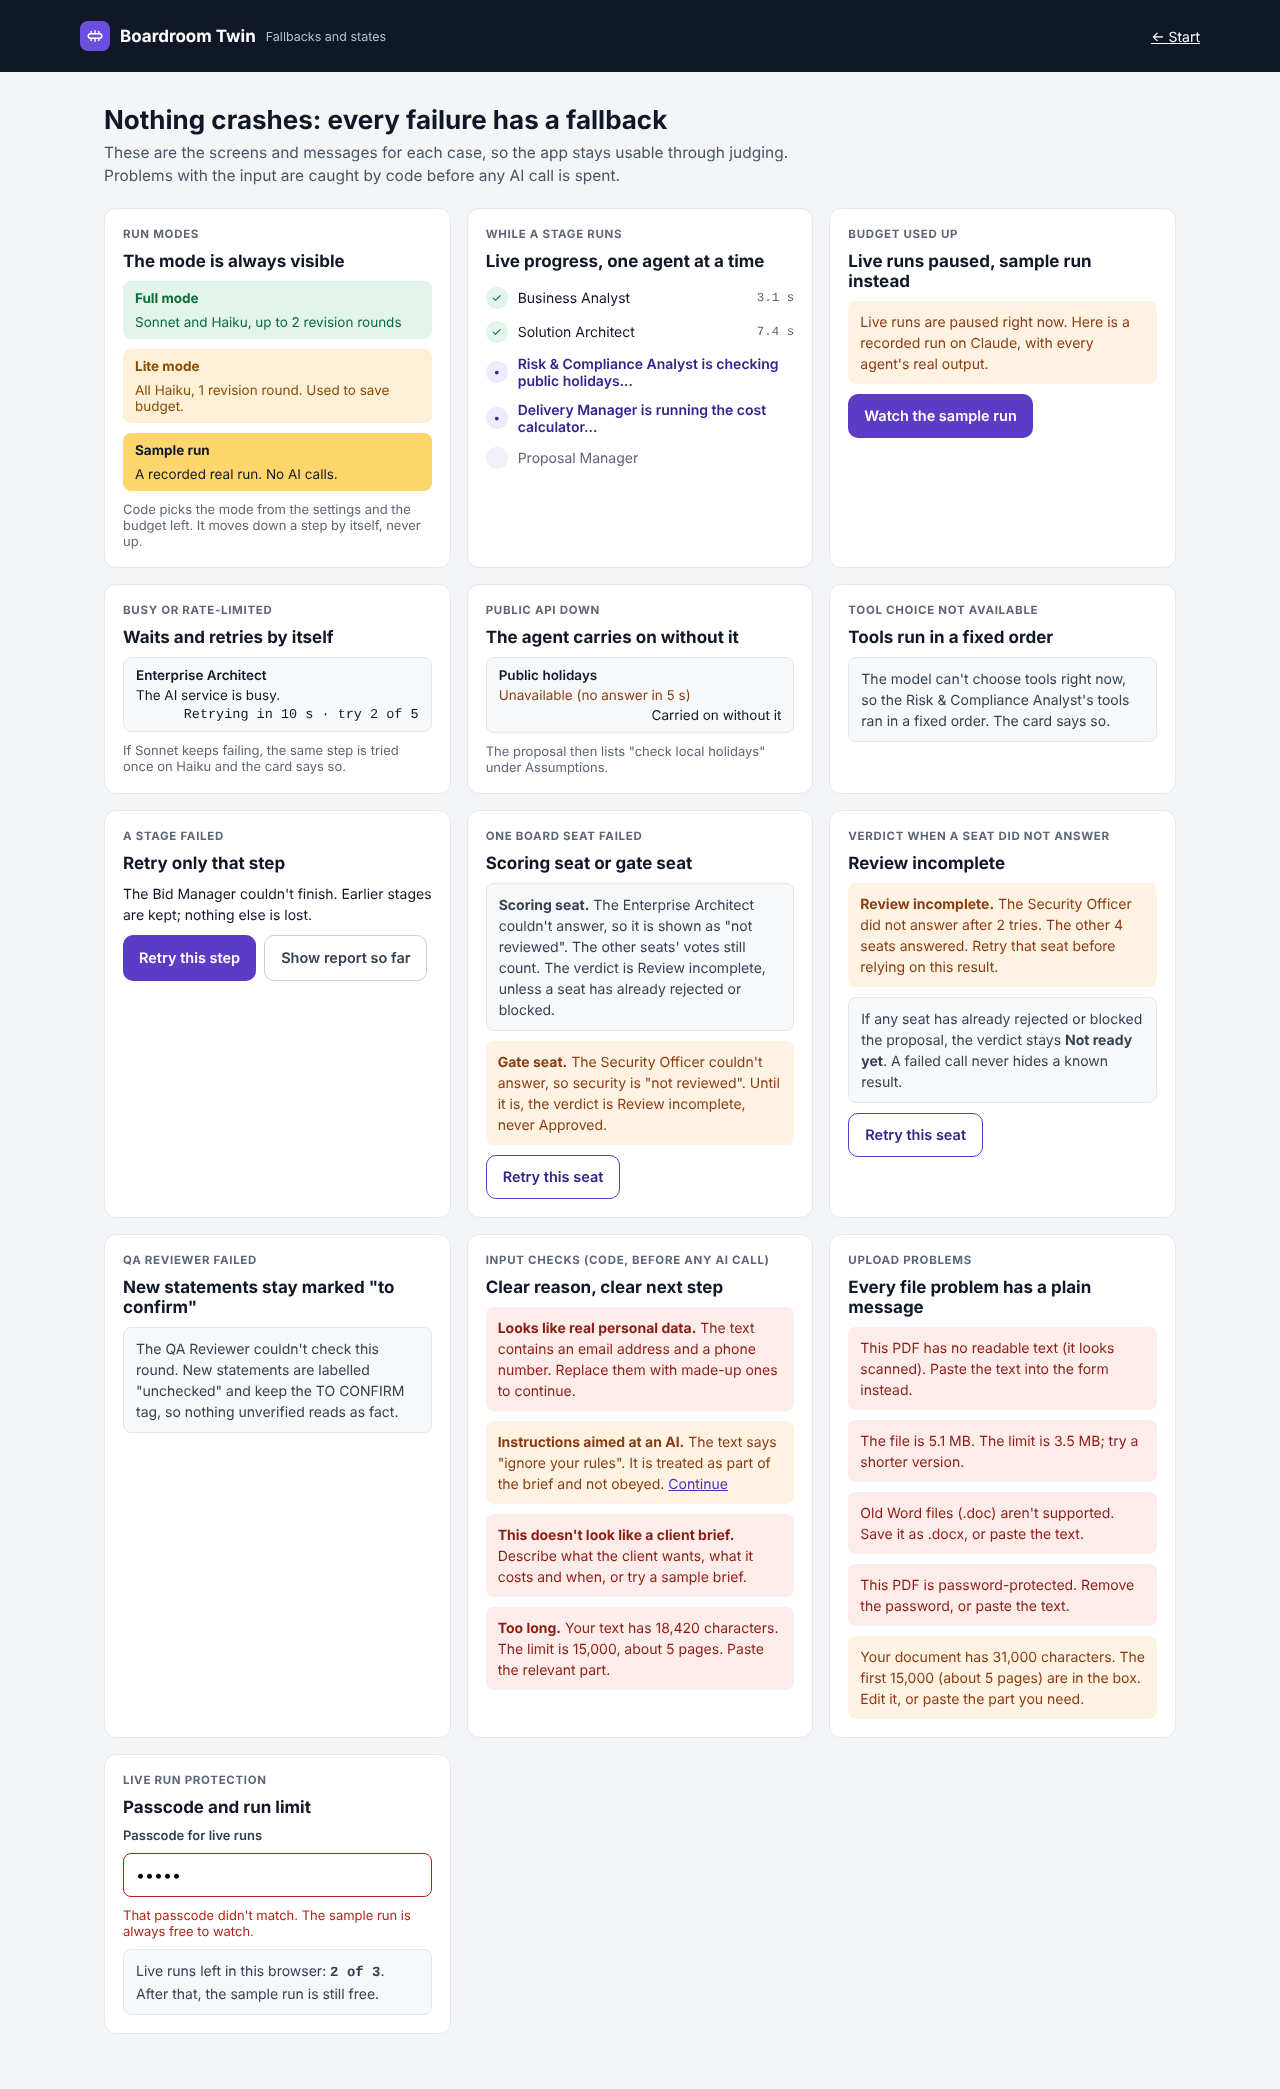 Boardroom Twin Fallbacks and states
← Start
Nothing crashes: every failure has a fallback
These are the screens and messages for each case, so the app stays usable through judging.
Problems with the input are caught by code before any AI call is spent.
RUN MODES
The mode is always visible
Full mode
Sonnet and Haiku, up to 2 revision rounds
Lite mode
All Haiku, 1 revision round. Used to save
budget.
Sample run
A recorded real run. No AI calls.
Code picks the mode from the settings and the
budget left. It moves down a step by itself, never
up.
WHILE A STAGE RUNS
Live progress, one agent at a time
✓ Business Analyst 3.1 s
✓ Solution Architect 7.4 s
• Risk & Compliance Analyst is checking
public holidays…
• Delivery Manager is running the cost
calculator…
Proposal Manager
BUDGET USED UP
Live runs paused, sample run
instead
Live runs are paused right now. Here is a
recorded run on Claude, with every
agent's real output.
Watch the sample run
BUSY OR RATE-LIMITED
Waits and retries by itself
Enterprise Architect
The AI service is busy.
Retrying in 10 s · try 2 of 5
If Sonnet keeps failing, the same step is tried
once on Haiku and the card says so.
PUBLIC API DOWN
The agent carries on without it
Public holidays
Unavailable (no answer in 5 s)
Carried on without it
The proposal then lists "check local holidays"
under Assumptions.
TOOL CHOICE NOT AVAILABLE
Tools run in a fixed order
The model can't choose tools right now,
so the Risk & Compliance Analyst's tools
ran in a fixed order. The card says so.
A STAGE FAILED
Retry only that step
The Bid Manager couldn't finish. Earlier stages
are kept; nothing else is lost.
Retry this step
Show report so far
ONE BOARD SEAT FAILED
Scoring seat or gate seat
Scoring seat. The Enterprise Architect
couldn't answer, so it is shown as "not
reviewed". The other seats' votes still
count. The verdict is Review incomplete,
unless a seat has already rejected or
blocked.
Gate seat. The Security Officer couldn't
answer, so security is "not reviewed". Until
it is, the verdict is Review incomplete,
never Approved.
Retry this seat
VERDICT WHEN A SEAT DID NOT ANSWER
Review incomplete
Review incomplete. The Security Officer
did not answer after 2 tries. The other 4
seats answered. Retry that seat before
relying on this result.
If any seat has already rejected or blocked
the proposal, the verdict stays Not ready
yet. A failed call never hides a known
result.
Retry this seat
QA REVIEWER FAILED
New statements stay marked "to
confirm"
The QA Reviewer couldn't check this
round. New statements are labelled
"unchecked" and keep the TO CONFIRM
tag, so nothing unverified reads as fact.
INPUT CHECKS (CODE, BEFORE ANY AI CALL)
Clear reason, clear next step
Looks like real personal data. The text
contains an email address and a phone
number. Replace them with made-up ones
to continue.
Instructions aimed at an AI. The text says
"ignore your rules". It is treated as part of
the brief and not obeyed. Continue
This doesn't look like a client brief.
Describe what the client wants, what it
costs and when, or try a sample brief.
Too long. Your text has 18,420 characters.
The limit is 15,000, about 5 pages. Paste
the relevant part.
UPLOAD PROBLEMS
Every file problem has a plain
message
This PDF has no readable text (it looks
scanned). Paste the text into the form
instead.
The file is 5.1 MB. The limit is 3.5 MB; try a
shorter version.
Old Word files (.doc) aren't supported.
Save it as .docx, or paste the text.
This PDF is password-protected. Remove
the password, or paste the text.
Your document has 31,000 characters. The
first 15,000 (about 5 pages) are in the box.
Edit it, or paste the part you need.
LIVE RUN PROTECTION
Passcode and run limit
Passcode for live runs
•••••
That passcode didn't match. The sample run is
always free to watch.
Live runs left in this browser: 2 of 3.
After that, the sample run is still free.